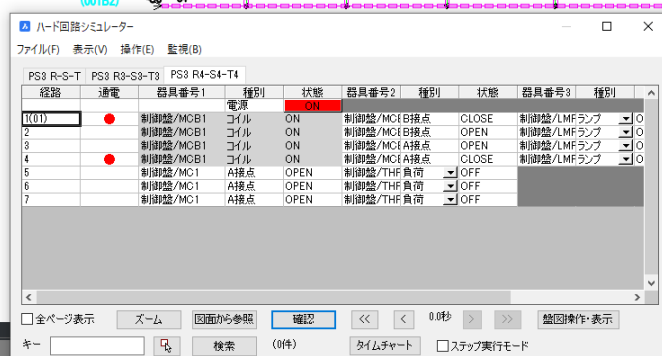 (001B2)
ハード回路シミュレーター
ファイル(F) 表示(V) 操作(E) 監視(B)
PS3 R-S-T PS3 R3-S3-T3 PS3 R4-S4-T4
経路 通電 器具番号1 種別 状態 器具番号2 種別 状態 器具番号3 種別
電源 ON
1(01) 制御盤/MCB1 コイル ON 制御盤/MCE B接点 CLOSE 制御盤/LMF ランプ O
2 制御盤/MCB1 コイル ON 制御盤/MCE B接点 OPEN 制御盤/LMF ランプ O
3 制御盤/MCB1 コイル ON 制御盤/MCE A接点 OPEN 制御盤/LMF ランプ O
4 制御盤/MCB1 コイル ON 制御盤/MCE A接点 CLOSE 制御盤/LMF ランプ O
5 制御盤/MC1 A接点 OPEN 制御盤/THF 負荷 OFF
6 制御盤/MC1 A接点 OPEN 制御盤/THF 負荷 OFF
7 制御盤/MC1 A接点 OPEN 制御盤/THF 負荷 OFF
全ページ表示 ズーム 図面から参照 確認 << < 0.0秒 > >> 盤図操作・表示
キー 検索 (0件) タイムチャート ステップ実行モード